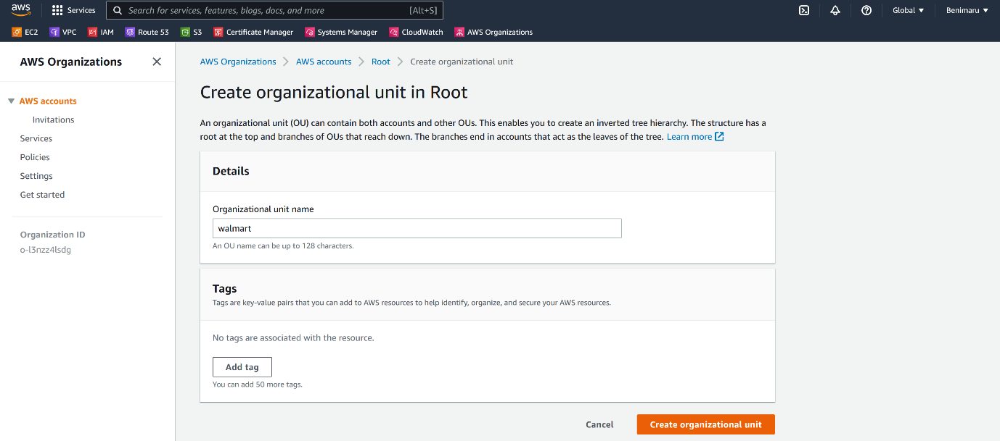 aws
Services
Search for services, features, blogs, docs, and more [Alt+S]
Global ▼
Benimaru ▼
EC2 VPC IAM Route 53 S3 Certificate Manager Systems Manager CloudWatch AWS Organizations
AWS Organizations
AWS accounts
Invitations
Services
Policies
Settings
Get started
Organization ID
o-l3nzz4lsdg
AWS Organizations > AWS accounts > Root > Create organizational unit
Create organizational unit in Root
An organizational unit (OU) can contain both accounts and other OUs. This enables you to create an inverted tree hierarchy. The structure has a
root at the top and branches of OUs that reach down. The branches end in accounts that act as the leaves of the tree. Learn more
Details
Organizational unit name
walmart
An OU name can be up to 128 characters.
Tags
Tags are key-value pairs that you can add to AWS resources to help identify, organize, and secure your AWS resources.
No tags are associated with the resource.
Add tag
You can add 50 more tags.
Cancel
Create organizational unit